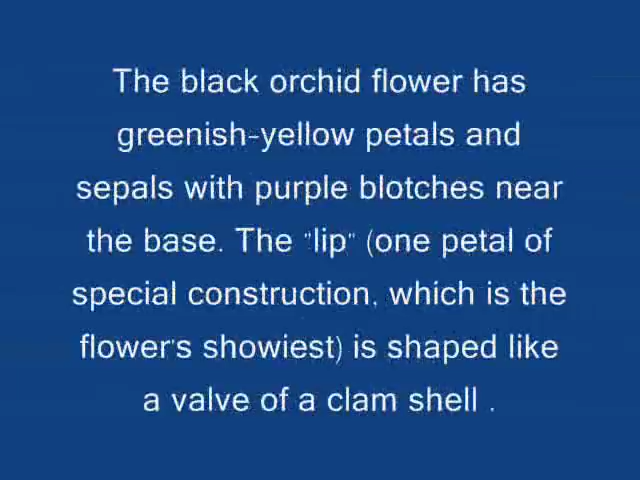 The black orchid flower has
greenish-yellow petals and
sepals with purple blotches near
the base. The "lip" (one petal of
special construction, which is the
flower's showiest) is shaped like
a valve of a clam shell .